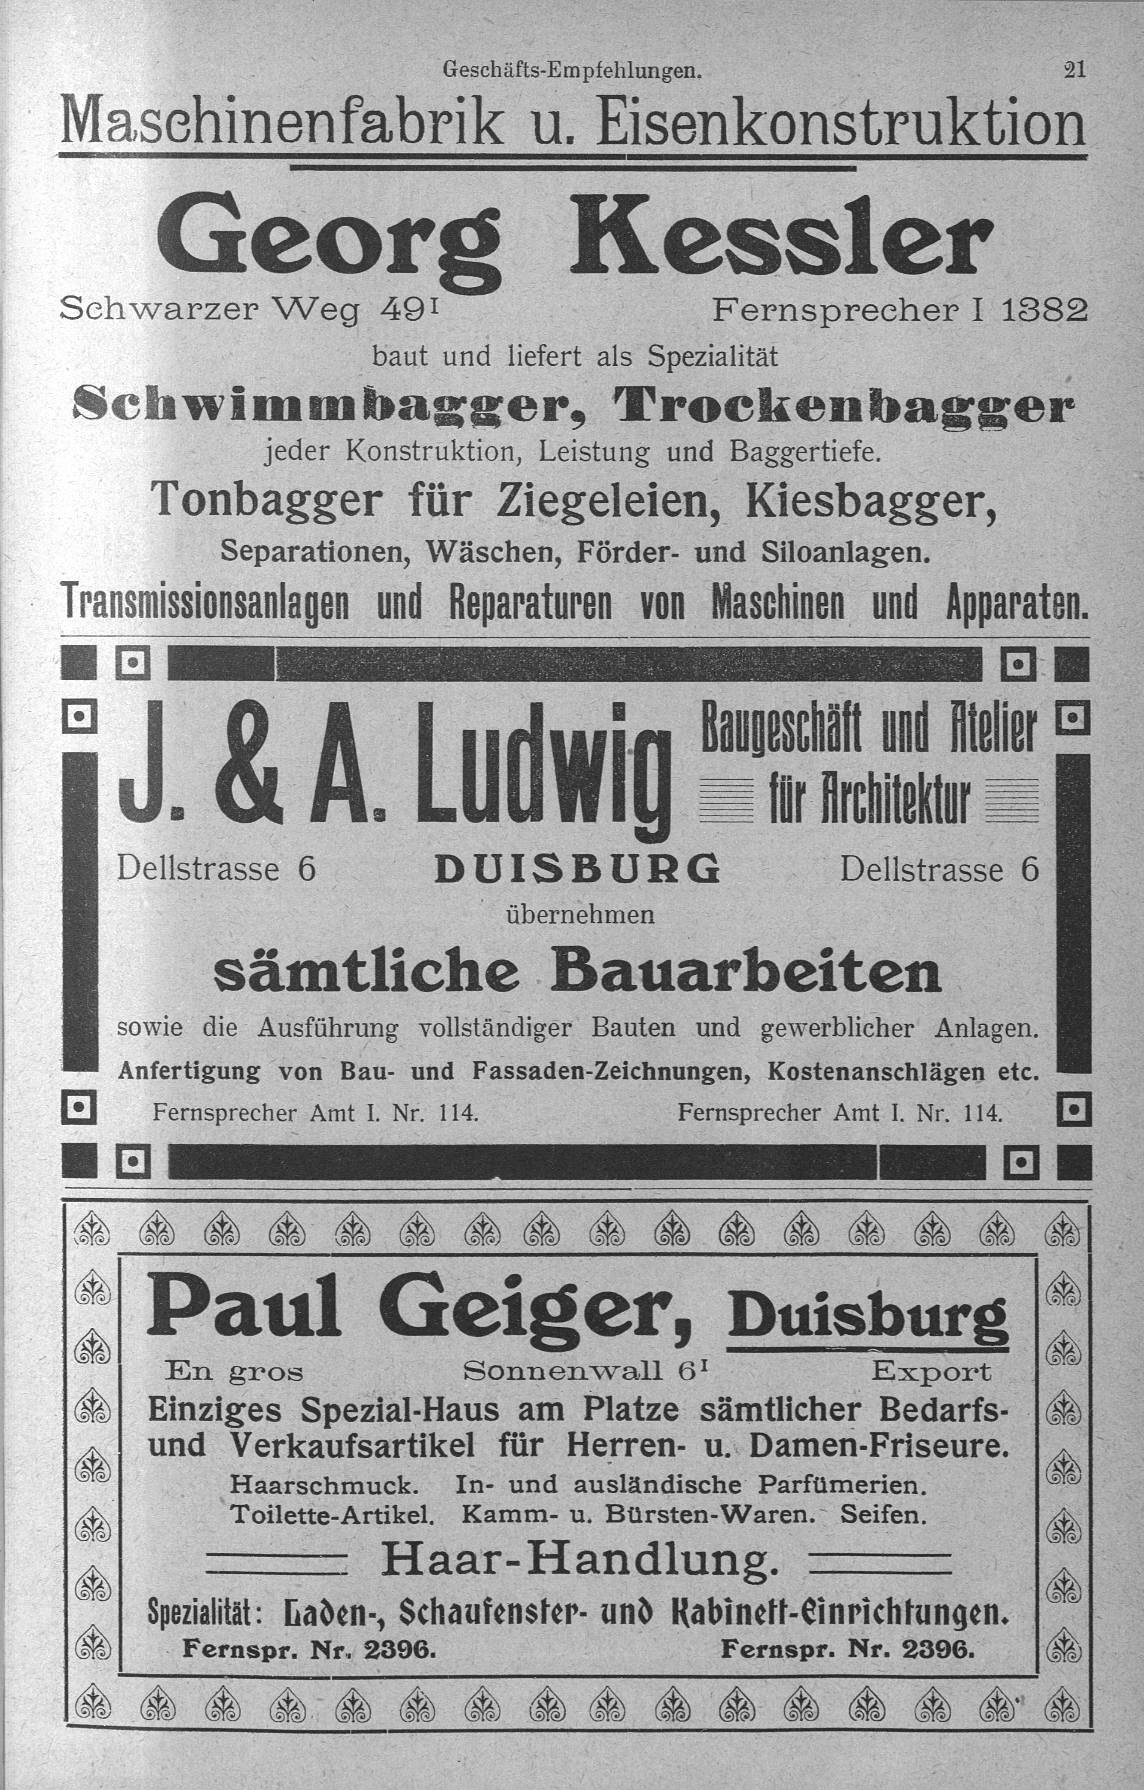 Geschäfts-Empfehlungen. 21
Maschinenfabrik u. Eisenkonstruktion
Georg Kessler
Schwarzer Weg 49I Fernsprecher I 1382
baut und liefert als Spezialität
Schwimmbagger, Trockenbagger
jeder Konstruktion, Leistung und Baggertiefe.
Tonbagger für Ziegeleien, Kiesbagger,
Separationen, Wäschen, Förder- und Siloanlagen.
Transmissionsanlagen und Reparaturen von Maschinen und Apparaten.
J. & A. Ludwig
Baugeschäft und Atelier
für Architektur
Dellstrasse 6 DUISBURG Dellstrasse 6
übernehmen
sämtliche Bauarbeiten
sowie die Ausführung vollständiger Bauten und gewerblicher Anlagen.
Anfertigung von Bau- und Fassaden-Zeichnungen, Kostenanschlägen etc.
Fernsprecher Amt I. Nr. 114. Fernsprecher Amt I. Nr. 114.
Paul Geiger, Duisburg
En gros Sonnenwall 6I Export
Einziges Spezial-Haus am Platze sämtlicher Bedarfs-
und Verkaufsartikel für Herren- u. Damen-Friseure.
Haarschmuck. In- und ausländische Parfümerien.
Toilette-Artikel. Kamm- u. Bürsten-Waren. Seifen.
Haar-Handlung.
Spezialität: Laden-, Schaufenster- und Kabinett-Einrichtungen.
Fernspr. Nr. 2396. Fernspr. Nr. 2396.